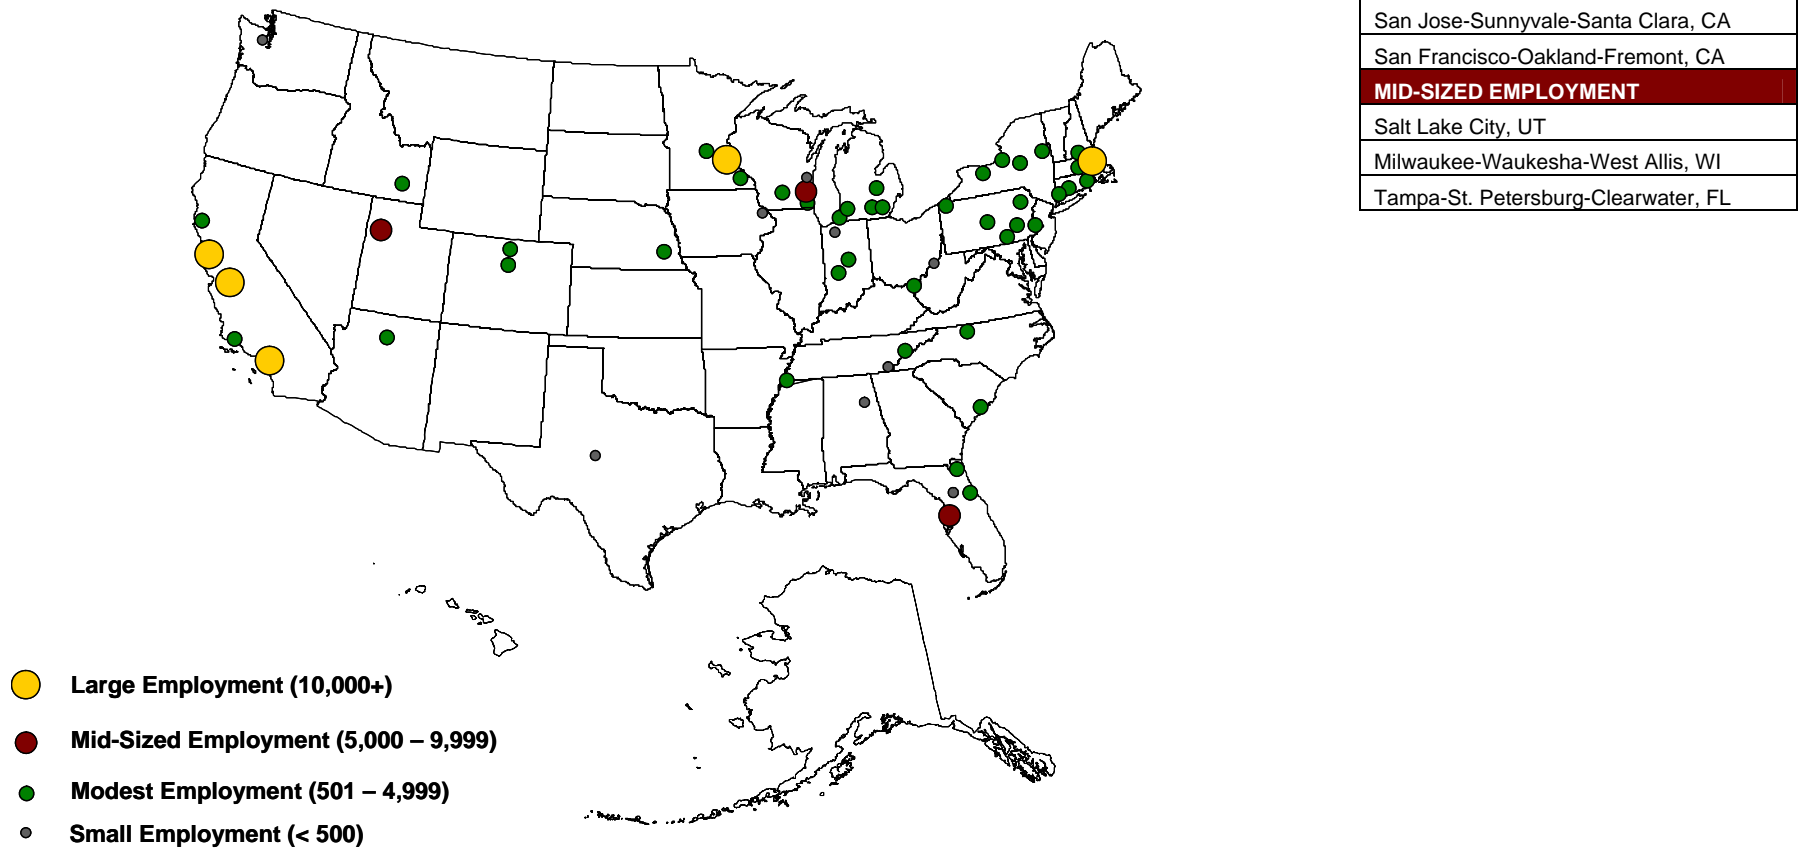 San Jose-Sunnyvale-Santa Clara, CA
San Francisco-Oakland-Fremont, CA
MID-SIZED EMPLOYMENT
Salt Lake City, UT
Milwaukee-Waukesha-West Allis, WI
Tampa-St. Petersburg-Clearwater, FL
Large Employment (10,000+)
Mid-Sized Employment (5,000 – 9,999)
Modest Employment (501 – 4,999)
Small Employment (< 500)